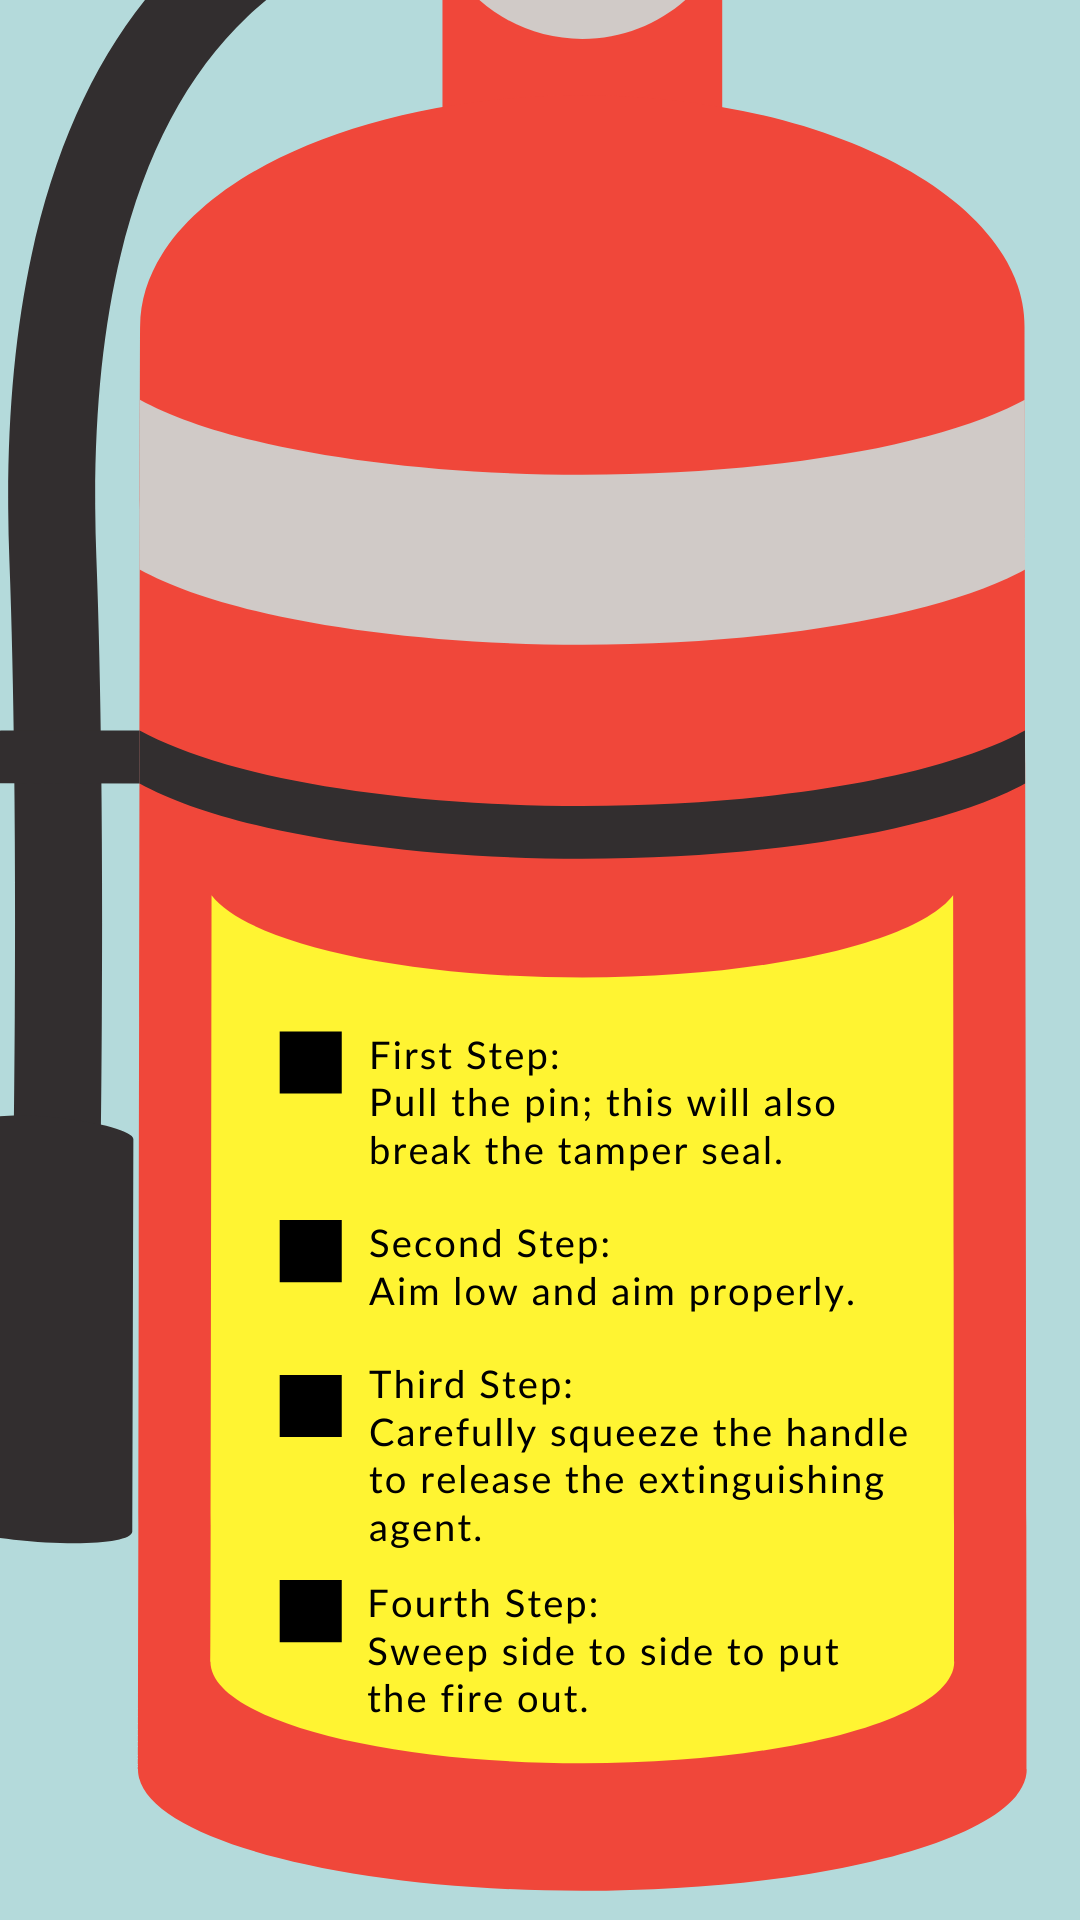 First Step:
Pull the pin; this will also
break the tamper seal.
Second Step:
Aim low and aim properly.
Third Step:
Carefully squeeze the handle
to release the extinguishing
agent.
Fourth Step:
Sweep side to side to put
the fire out.